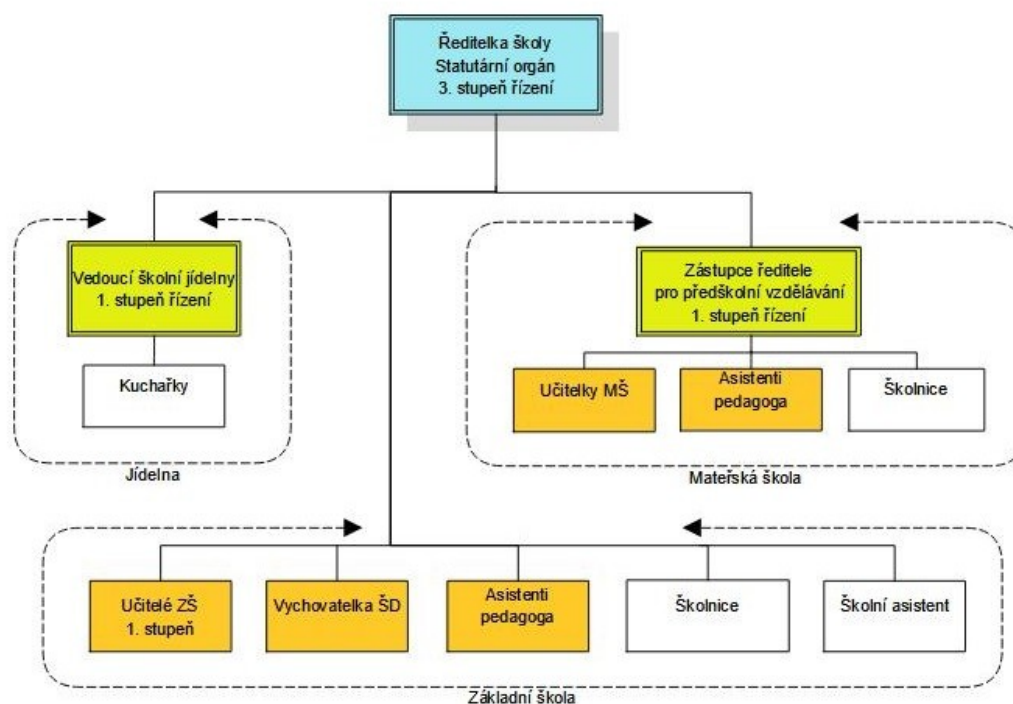 Ředitelka školy
Statutární orgán
3. stupeň řízení
Vedoucí školní jídelny
1. stupeň řízení
Kuchařky
Jídelna
Zástupce ředitele
pro předškolní vzdělávání
1. stupeň řízení
Učitelky MŠ
Asistenti
pedagoga
Školnice
Mateřská škola
Učitelé ZŠ
1. stupeň
Vychovatelka ŠD
Asistenti
pedagoga
Školnice
Školní asistent
Základní škola